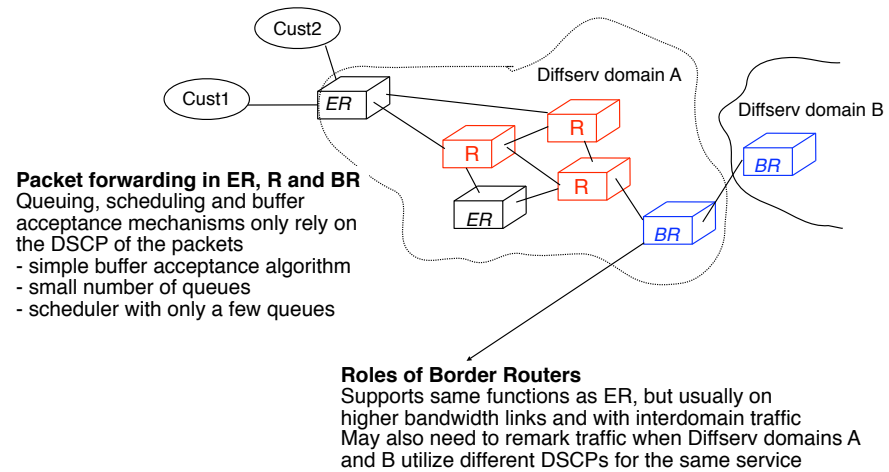 Cust2
Diffserv domain A
Cust1
ER
Diffserv domain B
R
R
BR
R
ER
BR
Packet forwarding in ER, R and BR
Queuing, scheduling and buffer
acceptance mechanisms only rely on
the DSCP of the packets
- simple buffer acceptance algorithm
- small number of queues
- scheduler with only a few queues
Roles of Border Routers
Supports same functions as ER, but usually on
higher bandwidth links and with interdomain traffic
May also need to remark traffic when Diffserv domains A
and B utilize different DSCPs for the same service